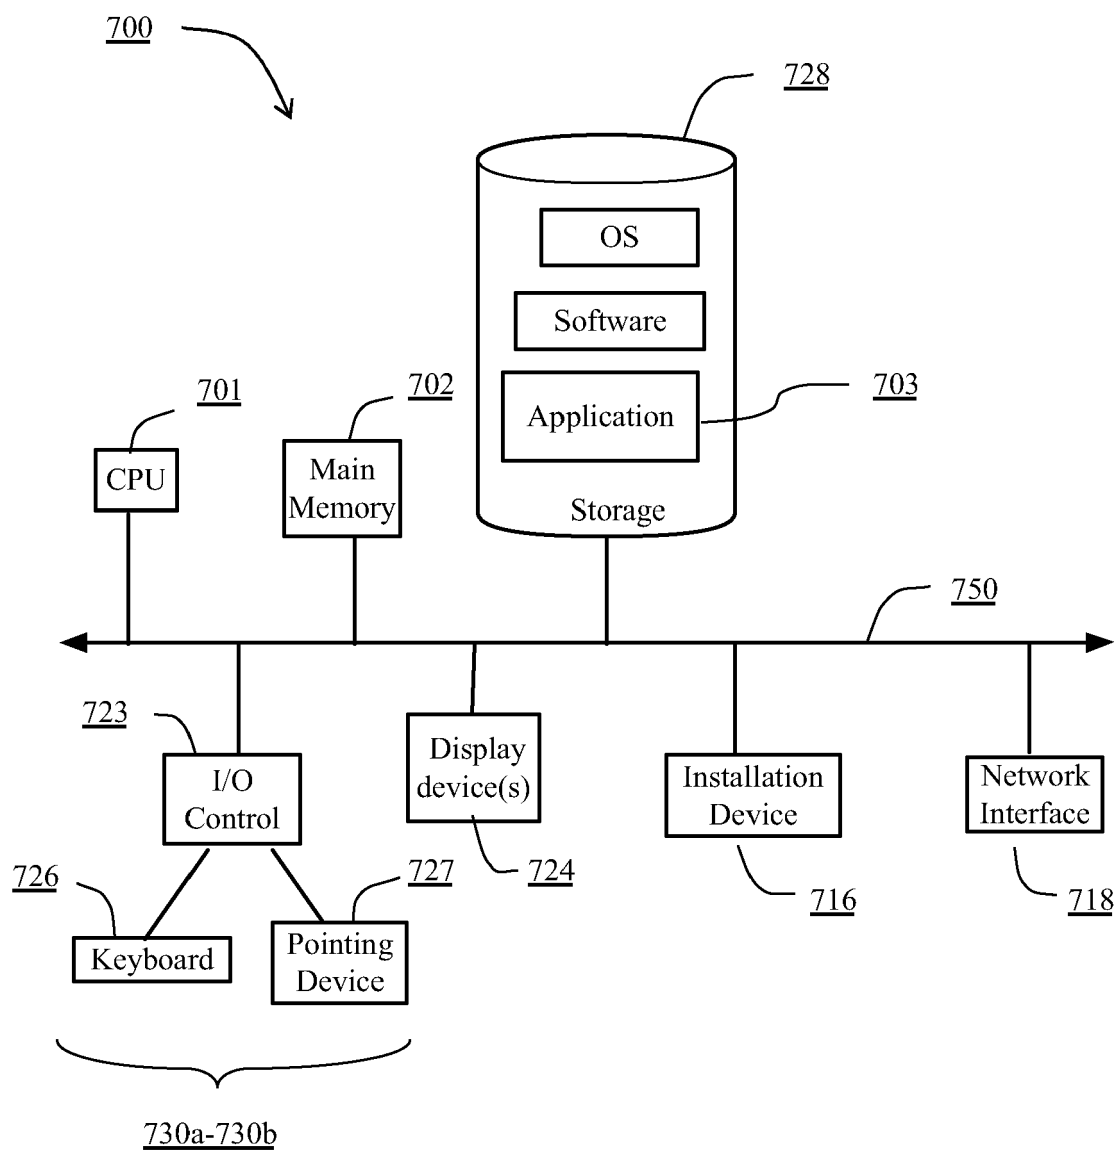 700
728
OS
Software
Application
703
Storage
701
CPU
702
Main
Memory
750
723
I/O
Control
Display
device(s)
724
Installation
Device
716
Network
Interface
718
726
Keyboard
727
Pointing
Device
730a-730b